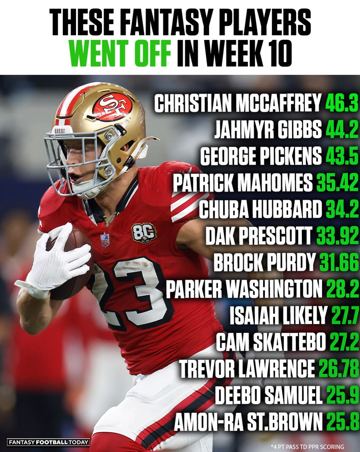 THESE FANTASY PLAYERS
WENT OFF IN WEEK 10
CHRISTIAN MCCAFFREY 46.3
JAHMYR GIBBS 44.2
GEORGE PICKENS 43.5
PATRICK MAHOMES 35.42
CHUBA HUBBARD 34.2
DAK PRESCOTT 33.92
BROCK PURDY 31.66
PARKER WASHINGTON 28.2
ISAIAH LIKELY 27.7
CAM SKATTEBO 27.2
TREVOR LAWRENCE 26.78
DEEBO SAMUEL 25.9
AMON-RA ST.BROWN 25.8
*4 PT PASS TD PPR SCORING
FANTASY FOOTBALL TODAY
SF
80
23